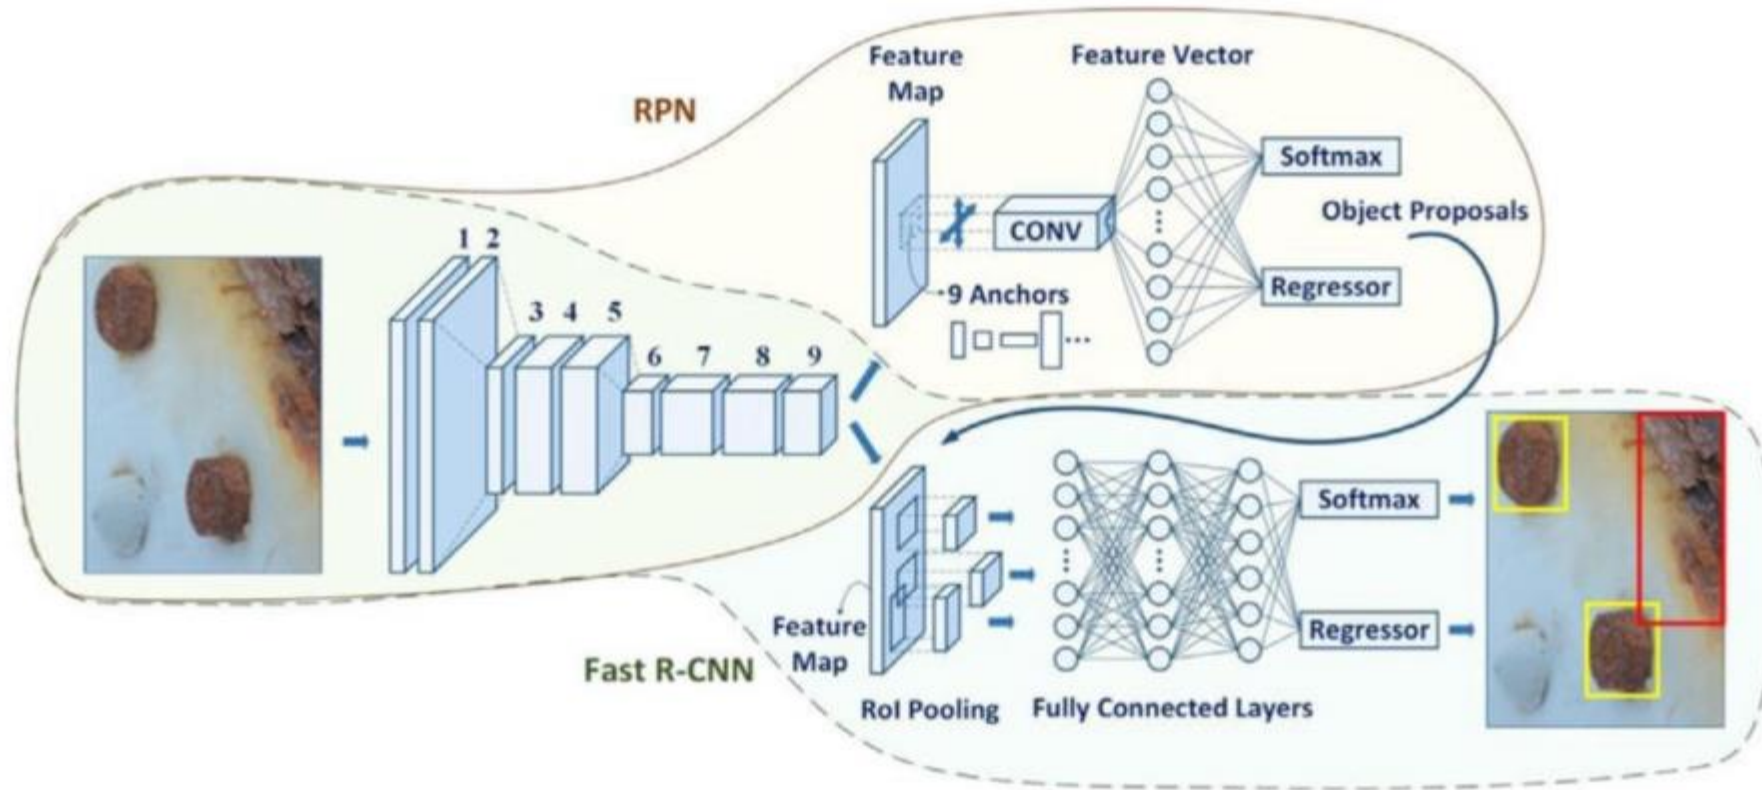 RPN
Feature
Map
Feature Vector
Softmax
CONV
Object Proposals
Regressor
9 Anchors
1 2
3 4 5
6 7 8 9
Softmax
Regressor
Feature
Map
Fast R-CNN
RoI Pooling
Fully Connected Layers